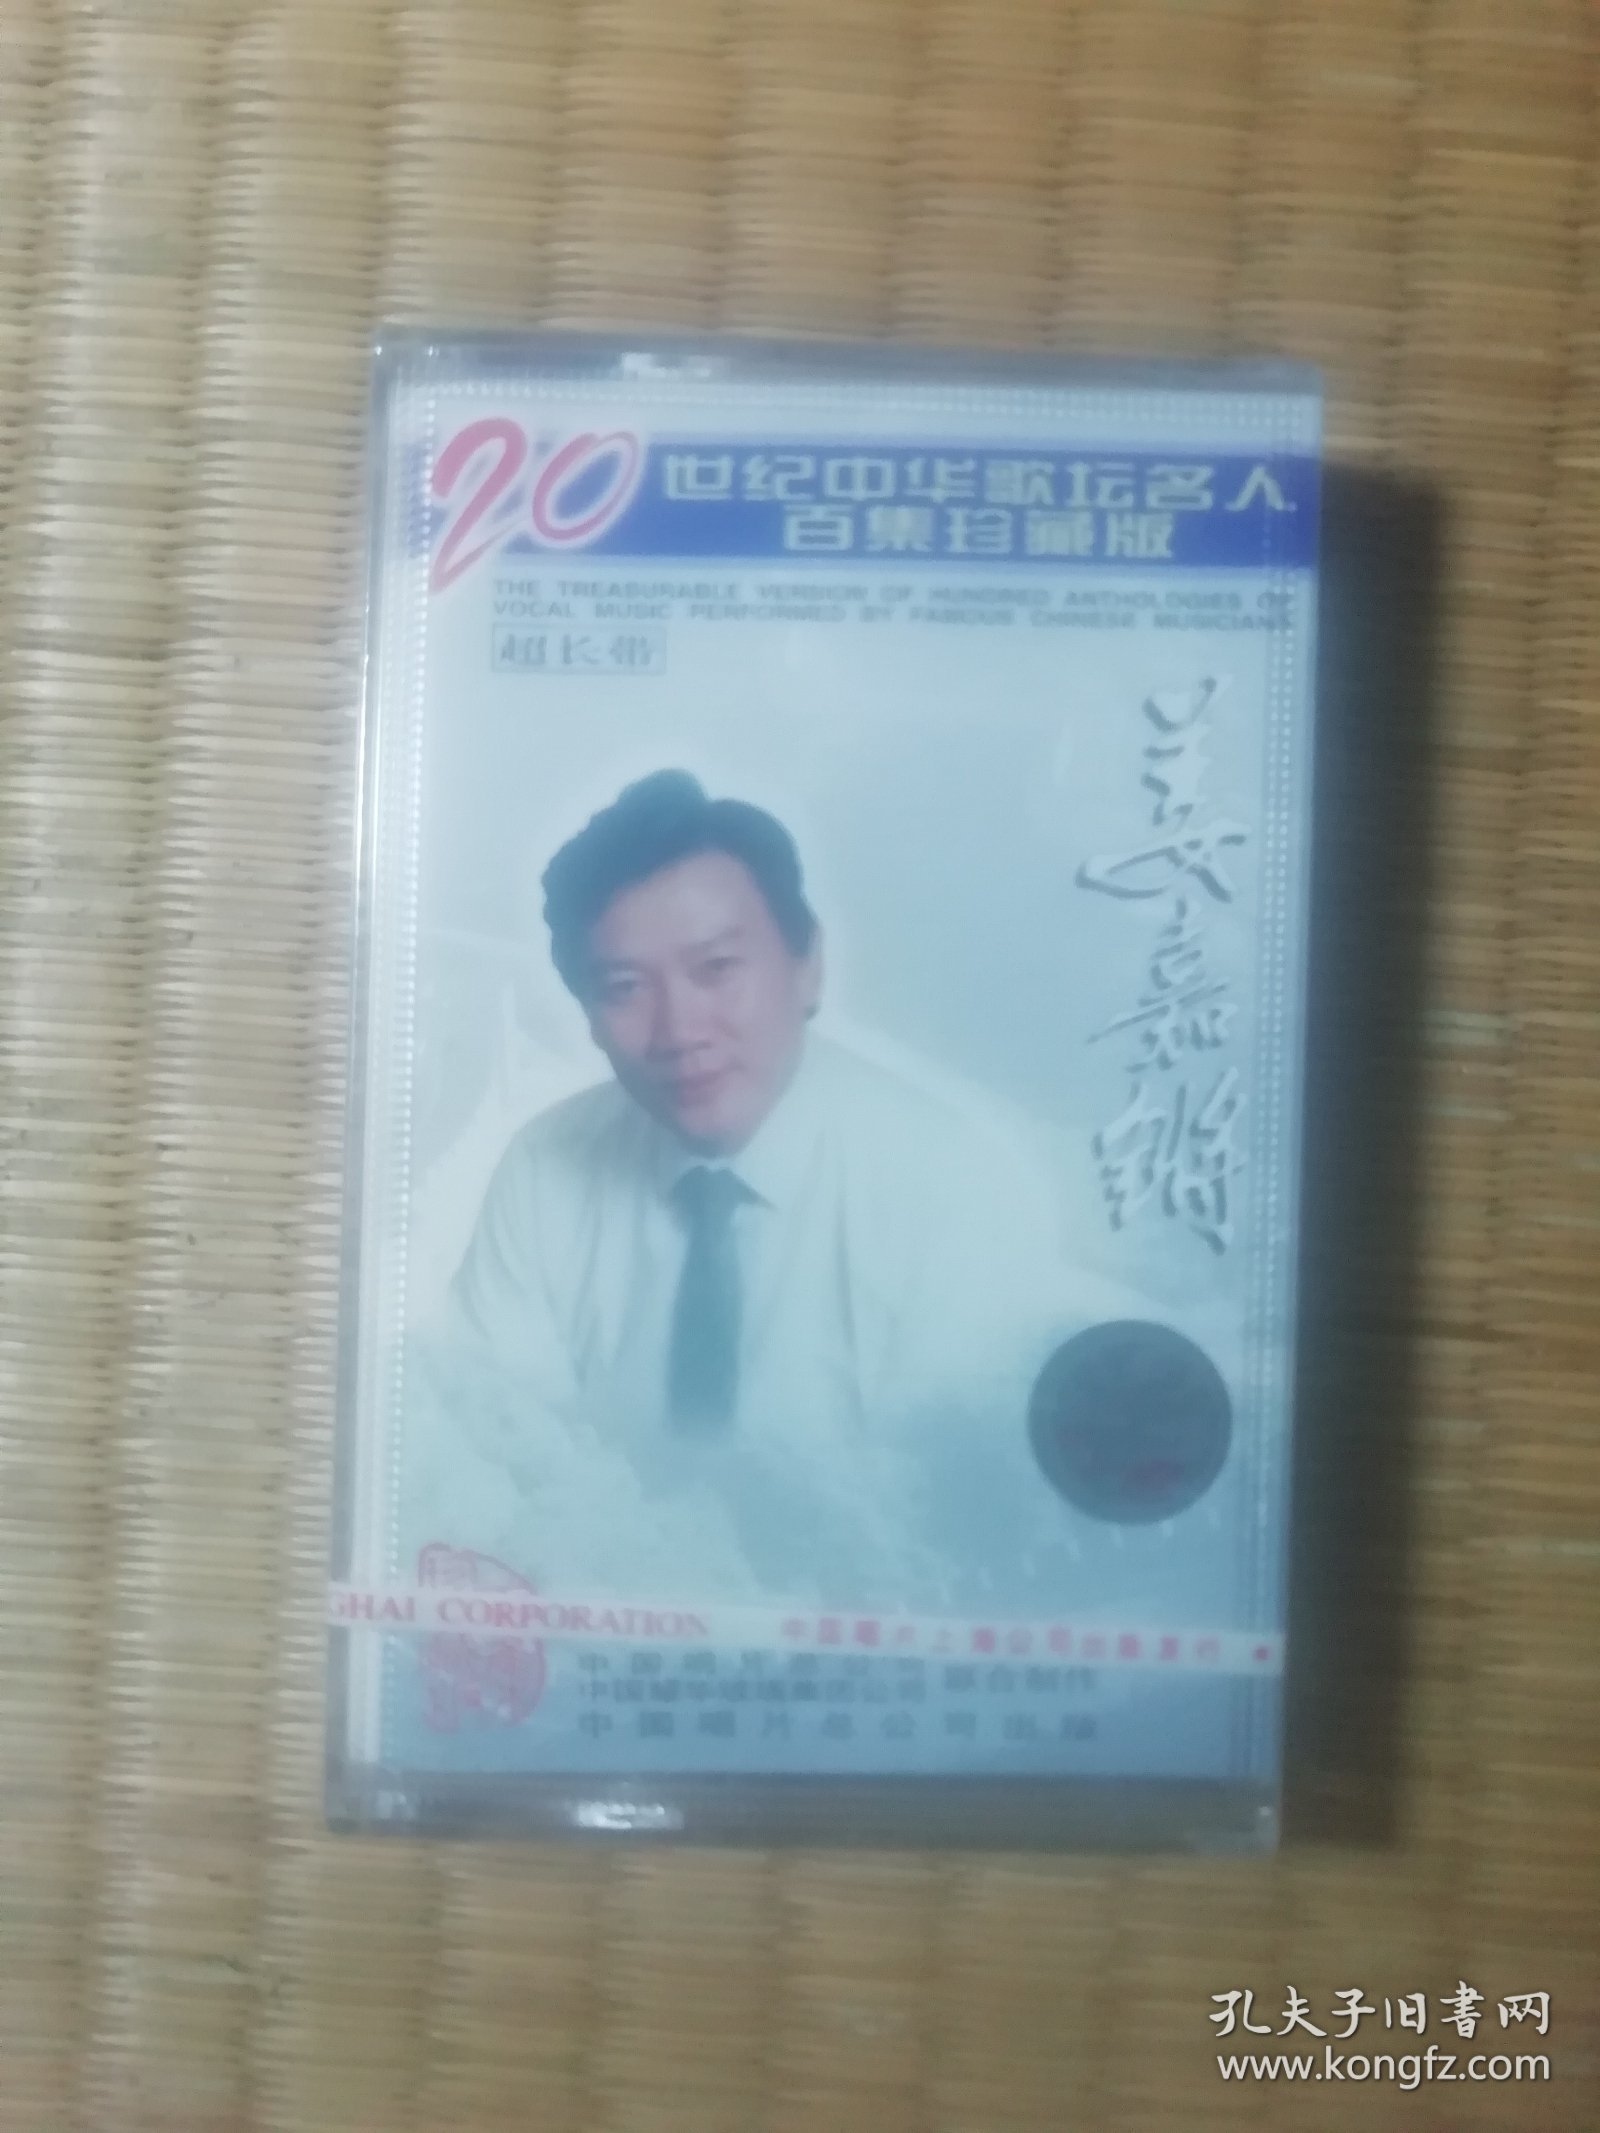 20世纪中华歌坛名人
百集珍藏版
THE TREASURABLE VERSION OF HUNDRED ANTHOLOGIES OF
VOCAL MUSIC PERFORMED BY FAMOUS CHINESE MUSICIANS
超长带
姜嘉锵
GHAI CORPORATION 中国唱片上海公司出版发行
中国唱片总公司
联合制作
中国唱片总公司出版
孔夫子旧书网
www.kongfz.com